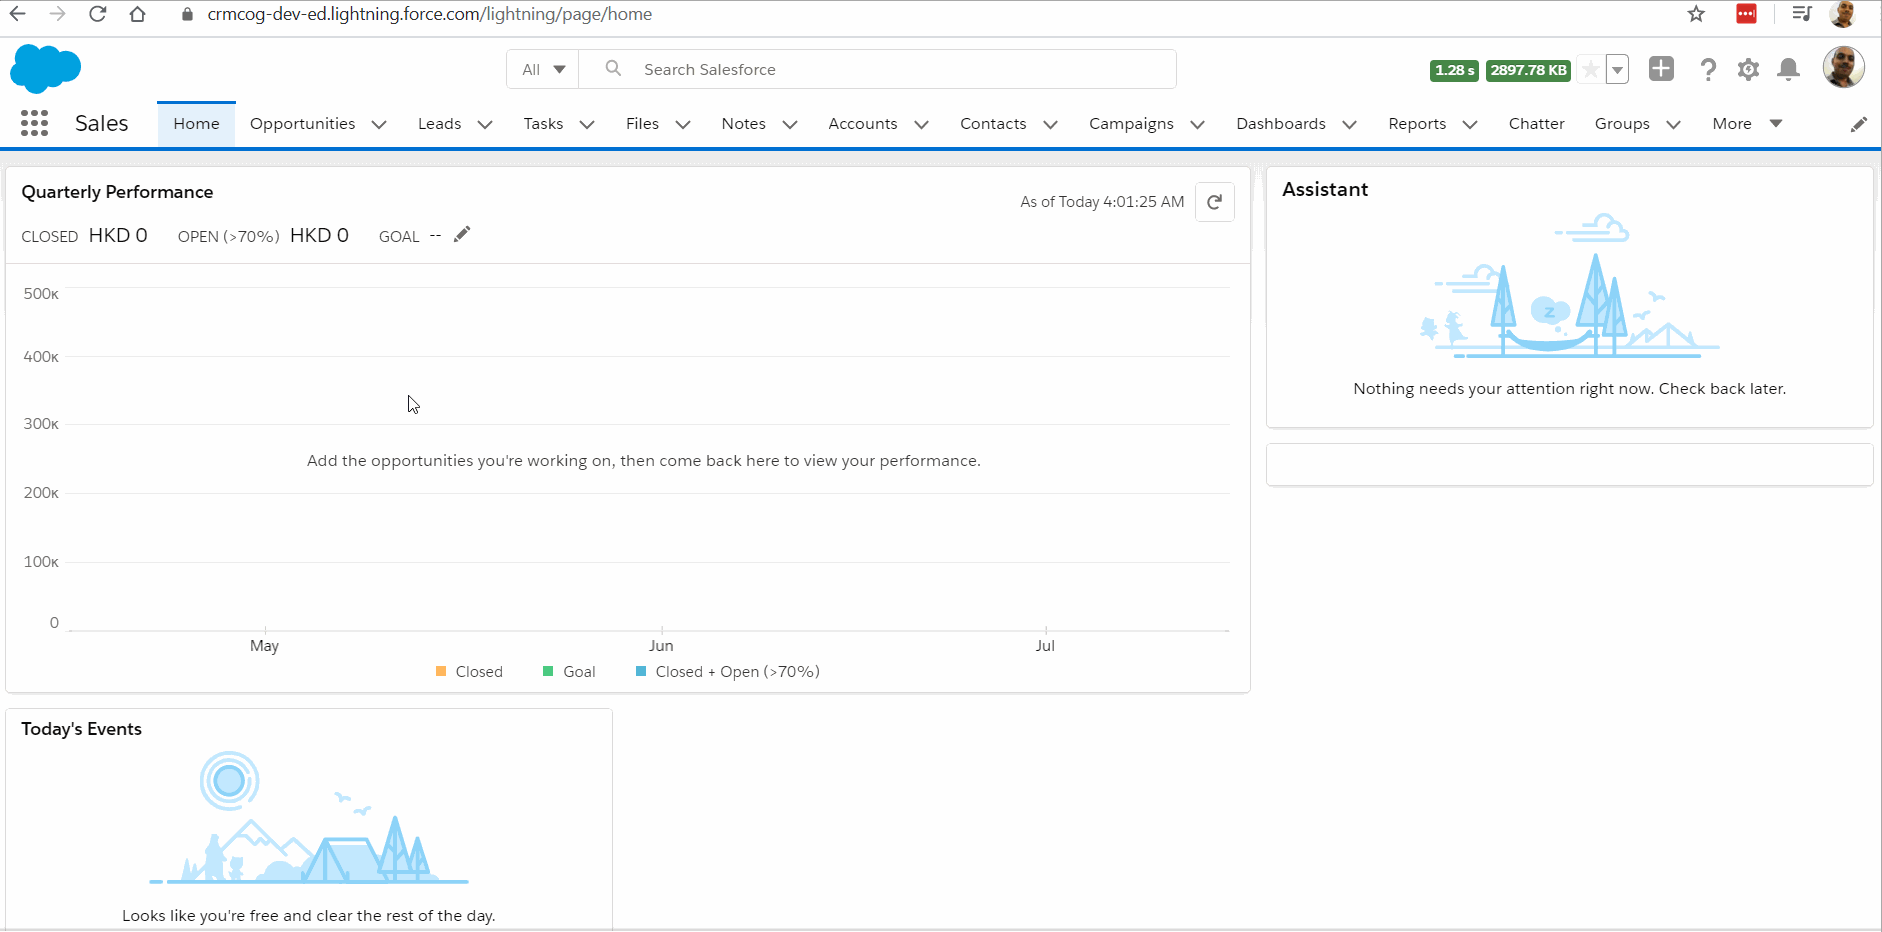 crmcog-dev-ed.lightning.force.com/lightning/page/home
All Search Salesforce 1.28 s 2897.78 KB
Sales Home Opportunities Leads Tasks Files Notes Accounts Contacts Campaigns Dashboards Reports Chatter Groups More
Quarterly Performance
As of Today 4:01:25 AM
CLOSED HKD 0 OPEN (>70%) HKD 0 GOAL --
500K
400K
300K
Add the opportunities you're working on, then come back here to view your performance.
200K
100K
0
May Jun Jul
Closed Goal Closed + Open (>70%)
Assistant
z
Nothing needs your attention right now. Check back later.
Today's Events
Looks like you're free and clear the rest of the day.